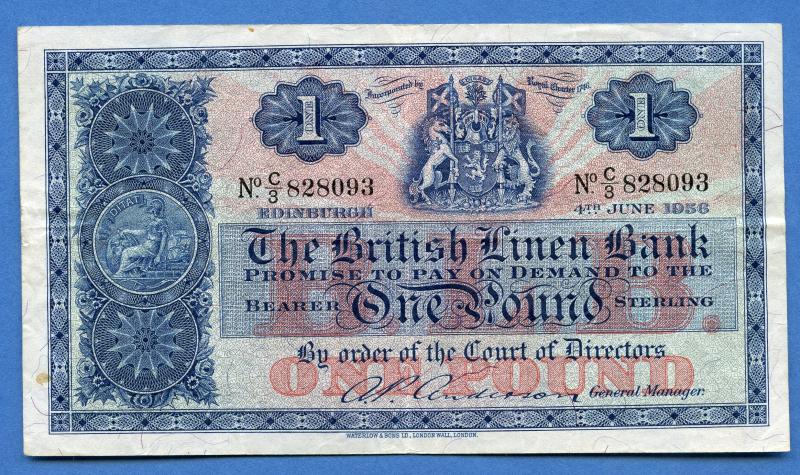 Incorporated by Royal Charter 1746.
1 1
ONE ONE
Nº C/3 828093 Nº C/3 828093
EDINBURGH 4TH JUNE 1956
The British Linen Bank
PROMISE TO PAY ON DEMAND TO THE
BEARER One Pound STERLING
B.L.B.
By order of the Court of Directors
ONE POUND
General Manager.
WATERLOW & SONS LD., LONDON WALL, LONDON.